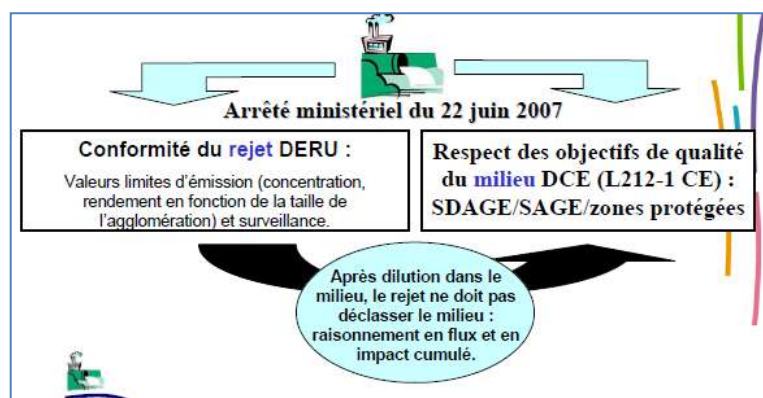 Arrêté ministériel du 22 juin 2007
Conformité du rejet DERU :
Valeurs limites d'émission (concentration,
rendement en fonction de la taille de
l'agglomération) et surveillance.
Respect des objectifs de qualité
du milieu DCE (L212-1 CE) :
SDAGE/SAGE/zones protégées
Après dilution dans le
milieu, le rejet ne doit pas
déclasser le milieu :
raisonnement en flux et en
impact cumulé.